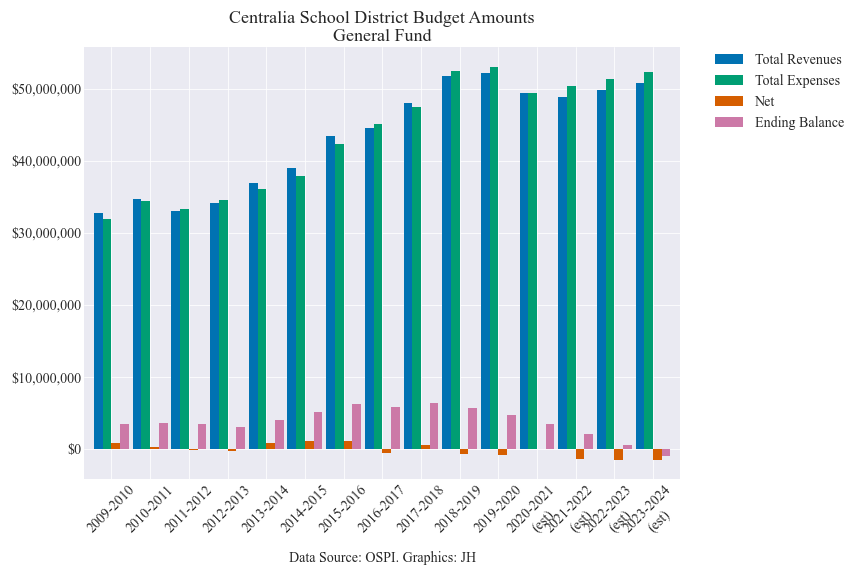 Centralia School District Budget Amounts
General Fund
Total Revenues
Total Expenses
Net
Ending Balance
$50,000,000
$40,000,000
$30,000,000
$20,000,000
$10,000,000
$0
2009-2010
2010-2011
2011-2012
2012-2013
2013-2014
2014-2015
2015-2016
2016-2017
2017-2018
2018-2019
2019-2020
2020-2021
(est)
2021-2022
(est)
2022-2023
(est)
2023-2024
(est)
Data Source: OSPI. Graphics: JH